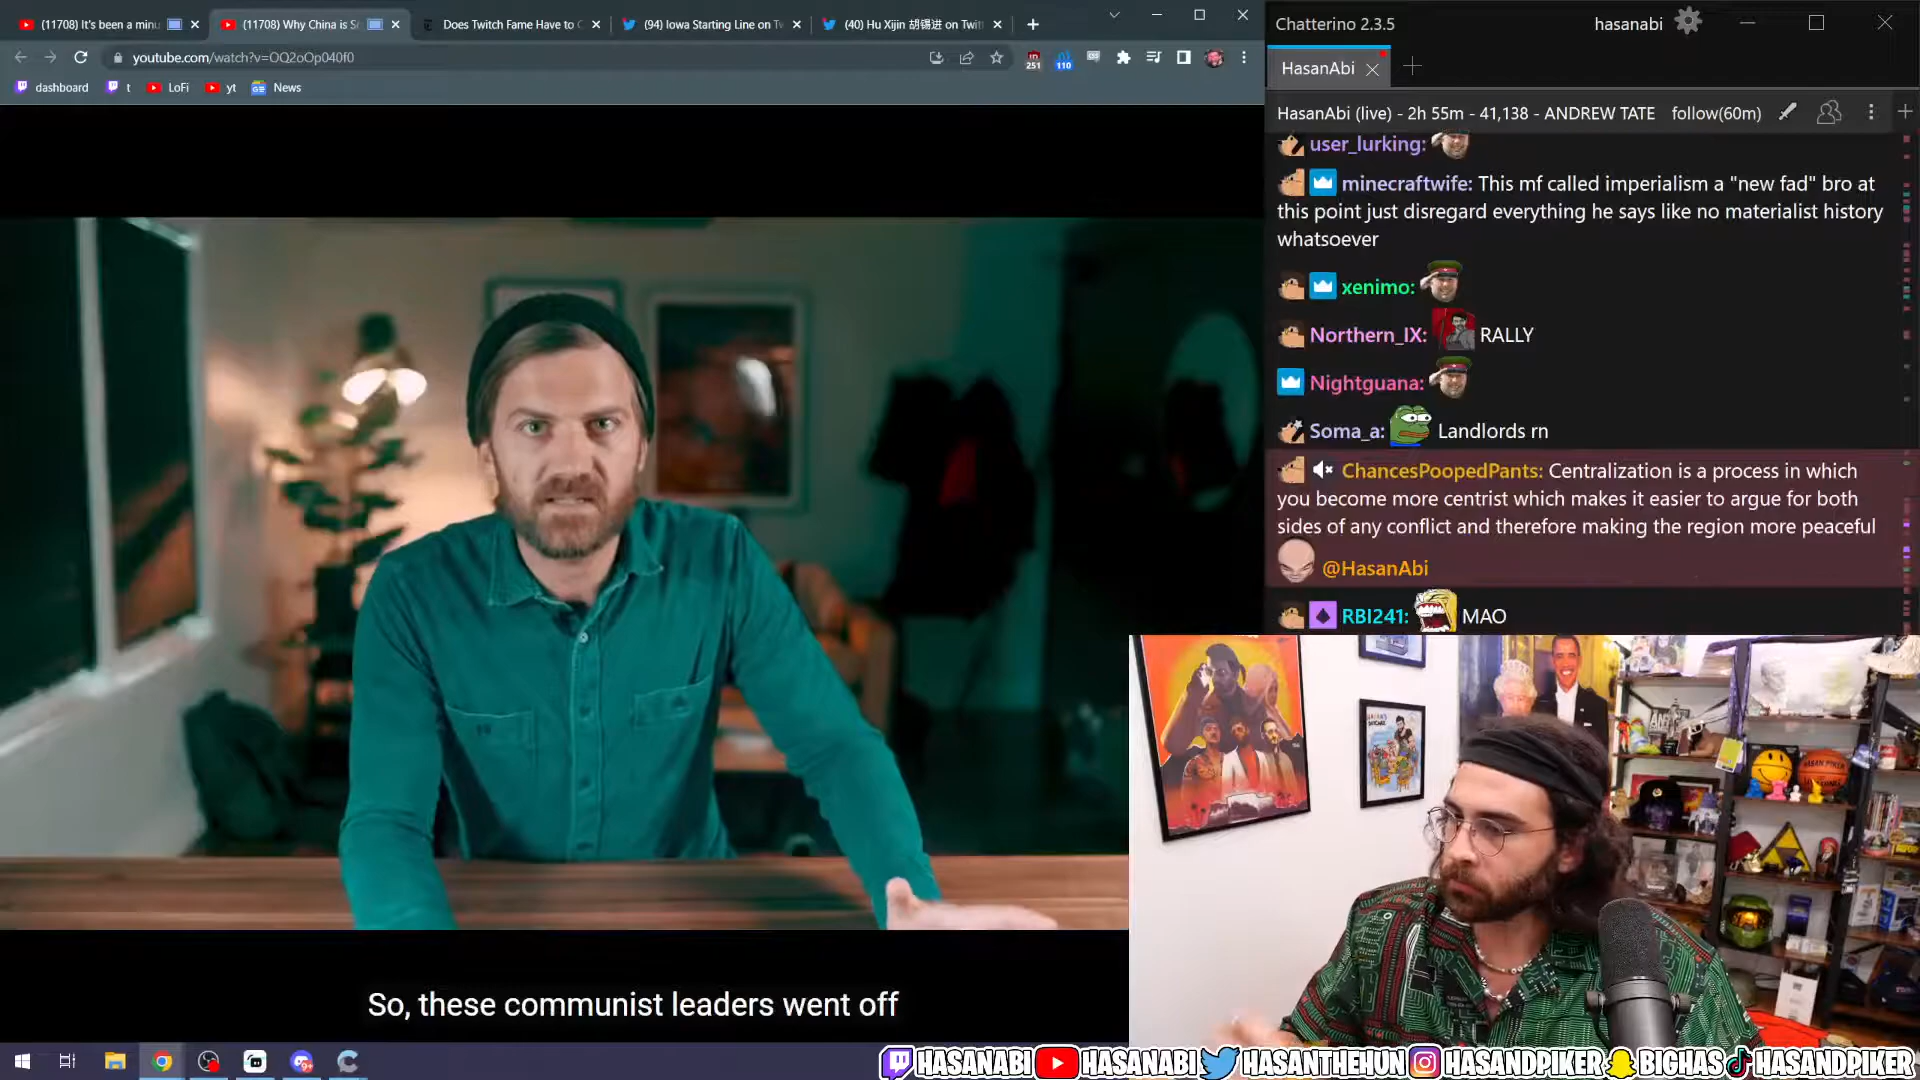 (11708) It's been a minu
(11708) Why China is S
Does Twitch Fame Have to C
(94) Iowa Starting Line on Tw
(40) Hu Xijin 胡锡进 on Twitt
youtube.com/watch?v=OQ2oOp040f0
251
110
dashboard
t
LoFi
yt
News
Chatterino 2.3.5
hasanabi
HasanAbi
HasanAbi (live) - 2h 55m - 41,138 - ANDREW TATE
follow(60m)
user_lurking:
minecraftwife: This mf called imperialism a "new fad" bro at
this point just disregard everything he says like no materialist history
whatsoever
xenimo:
Northern_IX: RALLY
Nightguana:
Soma_a: Landlords rn
ChancesPoopedPants: Centralization is a process in which
you become more centrist which makes it easier to argue for both
sides of any conflict and therefore making the region more peaceful
@HasanAbi
RBI241: MAO
HASAN PIKER
So, these communist leaders went off
HASANABI
HASANABI
HASANTHEHUN
HASANDPIKER
BIGHAS
HASANDPIKER